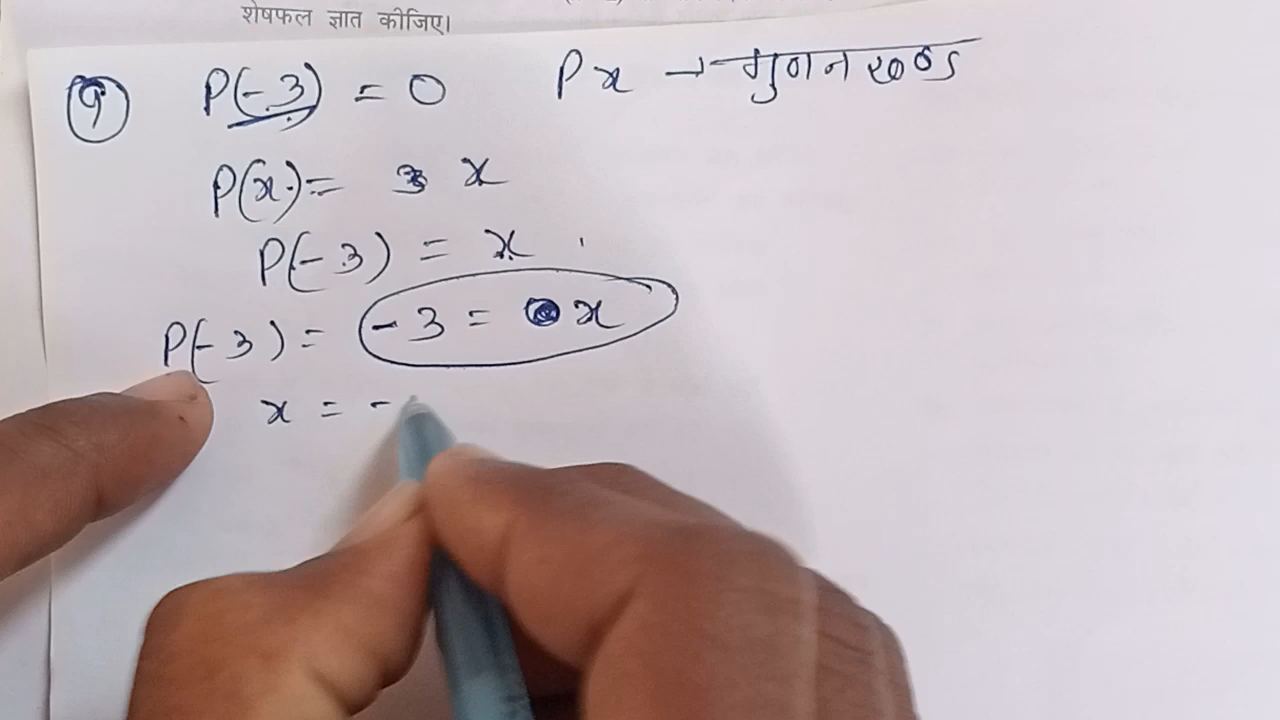 शेषफल ज्ञात कीजिए।
9 P(-3) = 0 Px → गुणनखण्ड
P(x) = x
P(-3) = x
P(-3) = -3 = x
x = -